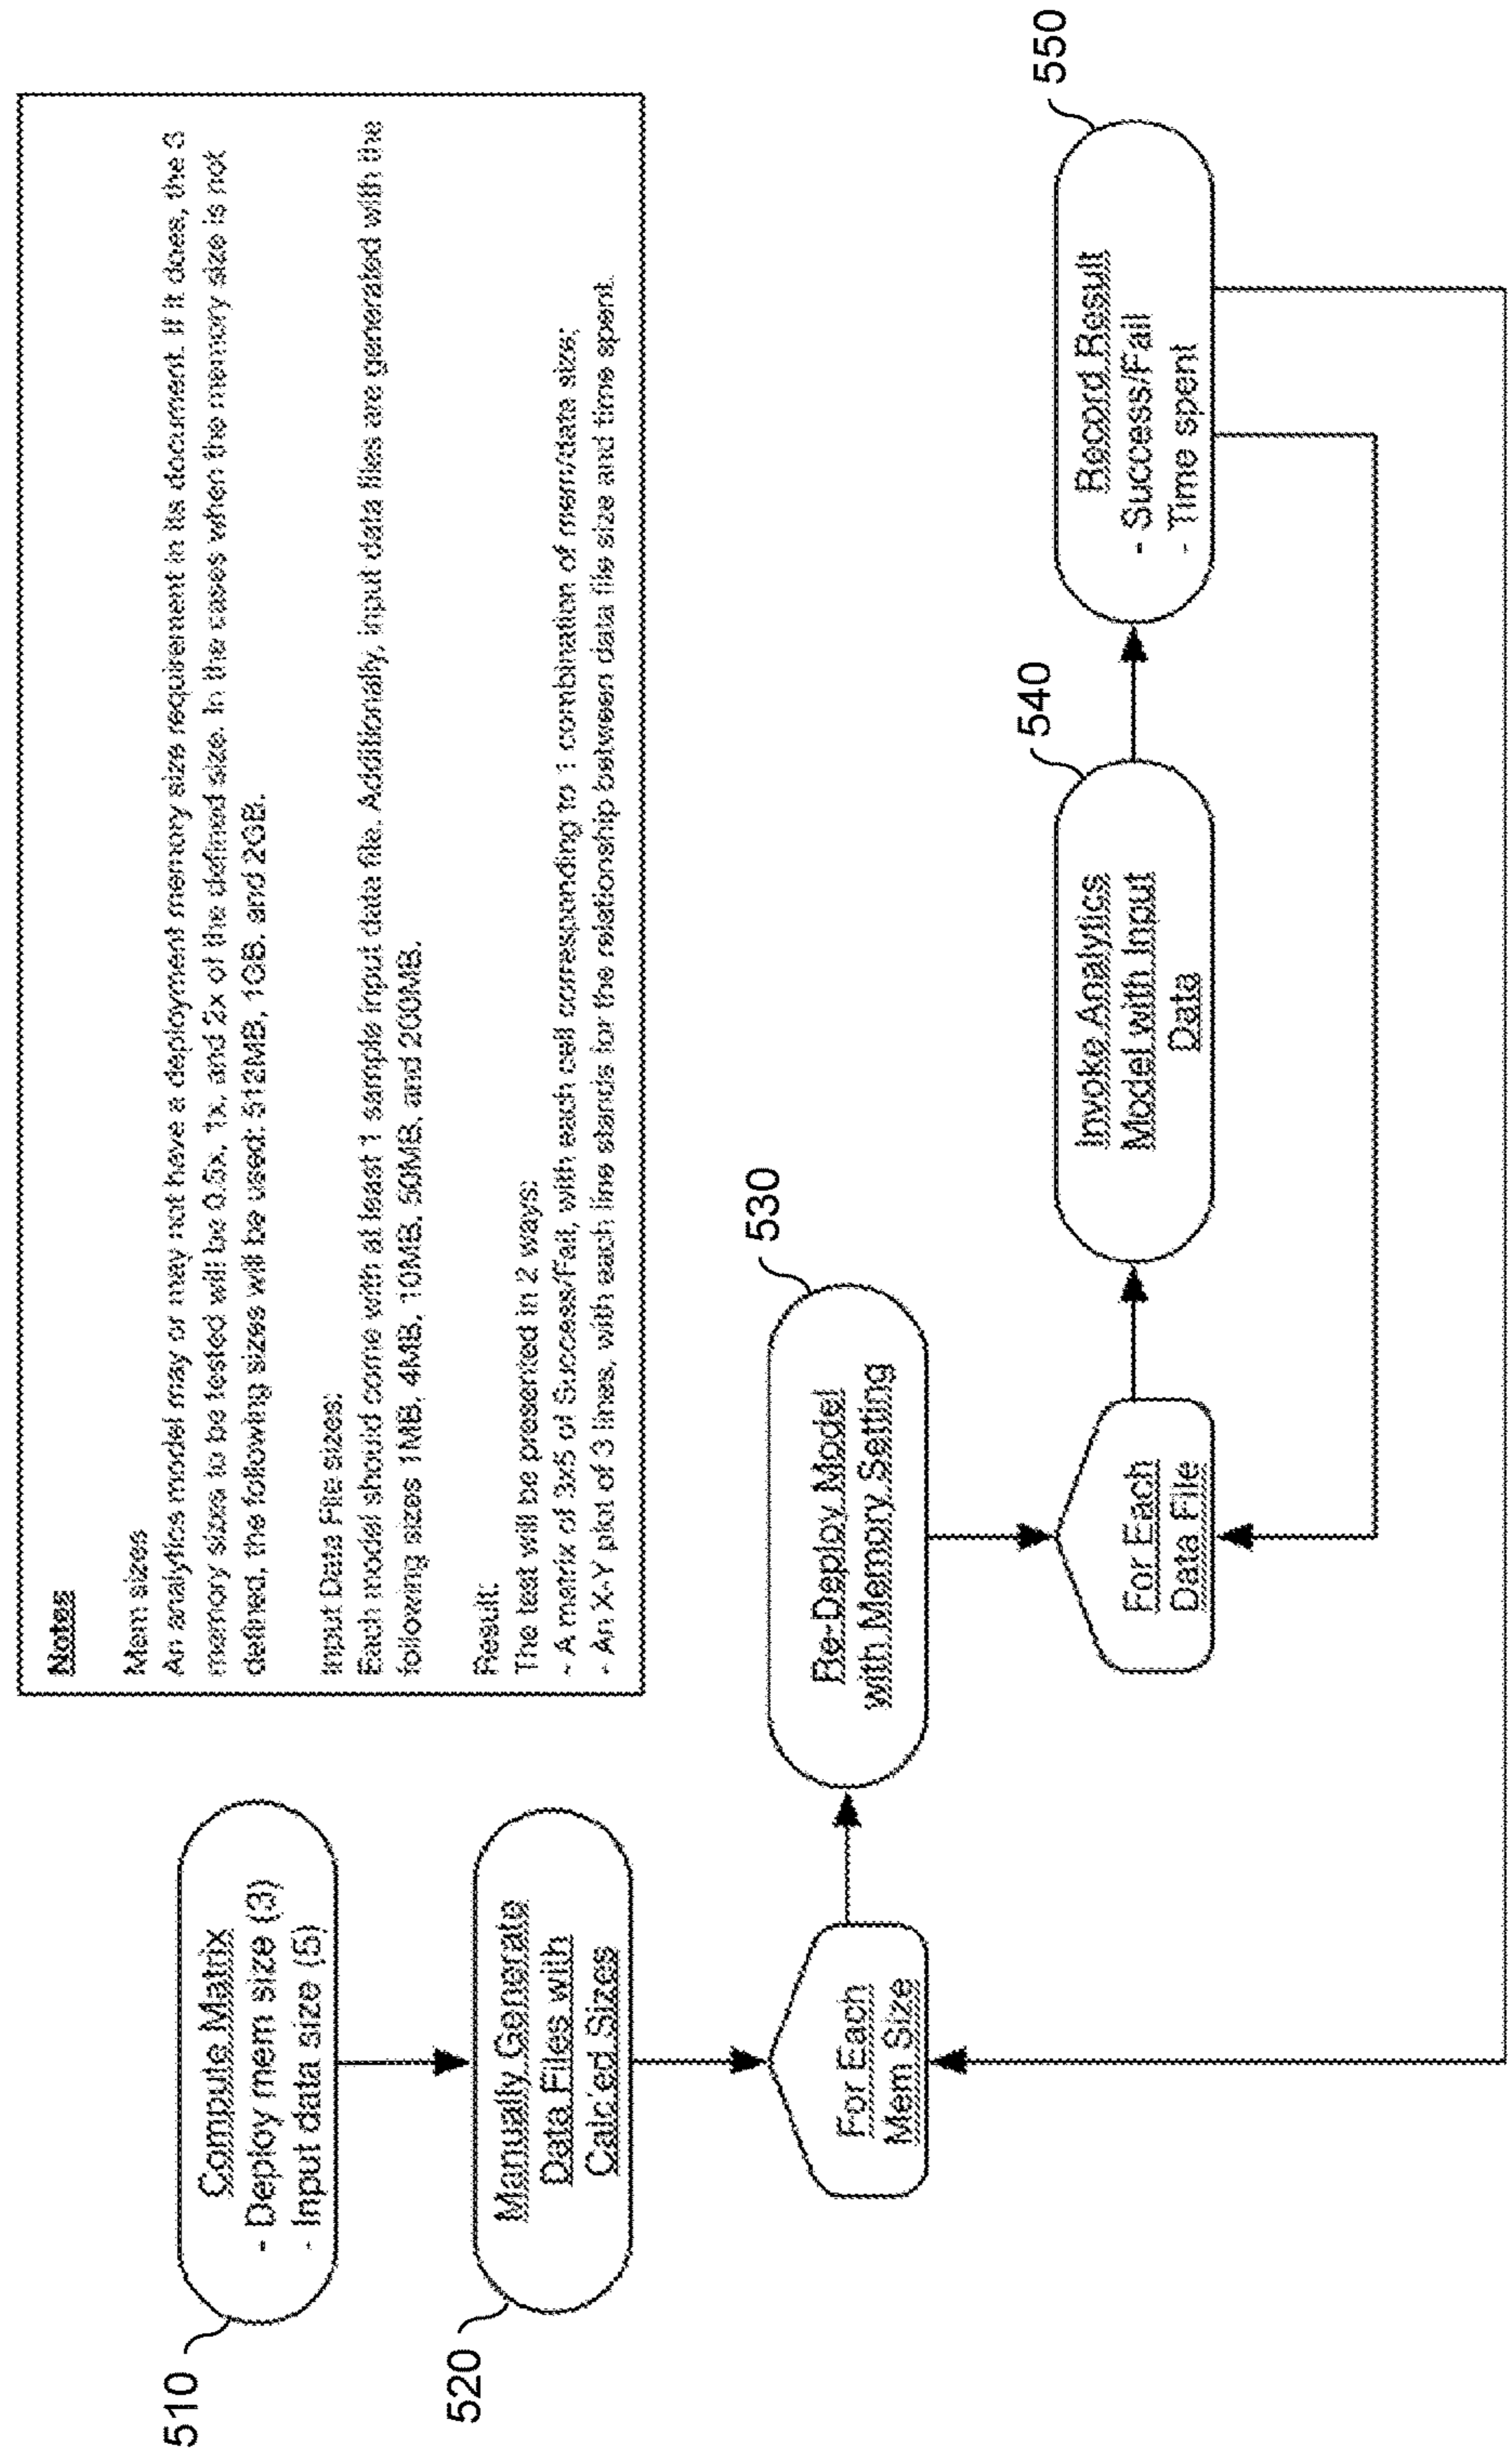 Notes
Mem sizes
An analytics model may or may not have a deployment memory size requirement in its document. If it does, the 3
memory sizes to be tested will be 0.5x, 1x, and 2x of the defined size. In the cases when the memory size is not
defined, the following sizes will be used: 512MB, 1GB, and 2GB.
Input Data File sizes:
Each model should come with at least 1 sample input data file. Additionally, input data files are generated with the
following sizes 1MB, 4MB, 10MB, 50MB, and 200MB.
Result:
The test will be presented in 2 ways:
- A matrix of 3x5 of Success/Fail, with each cell corresponding to 1 combination of mem/date size;
- An X-Y plot of 3 lines, with each line stands for the relationship between data file size and time spent.
510
Compute Matrix
- Deploy mem size (3)
- Input data size (5)
520
Manually Generate
Data Files with
Calc'ed Sizes
For Each
Mem Size
530
Re-Deploy Model
with Memory Setting
For Each
Data File
540
Invoke Analytics
Model with Input
Data
550
Record Result
- Success/Fail
- Time spent